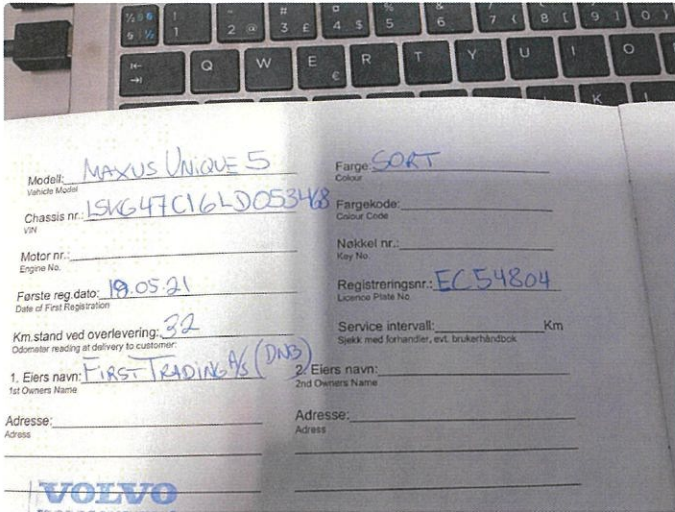 Q W E R T Y U I O
K L
Modell: MAXUS UNIQUE 5
Vehicle Model
Farge: SORT
Colour
Chassis nr.: LSKG47C16LD053468
VIN
Fargekode:
Colour Code
Motor nr.:
Engine No.
Nøkkel nr.:
Key No.
Første reg.dato: 19.05.21
Date of First Registration
Registreringsnr.: EC54804
Licence Plate No.
Km.stand ved overlevering: 32
Odometer reading at delivery to customer:
Service intervall: Km
Sjekk med forhandler, evt. brukerhåndbok
1. Eiers navn: FIRST TRADING A/S (DNB)
1st Owners Name
2. Eiers navn:
2nd Owners Name
Adresse:
Adress
Adresse:
Adress
VOLVO